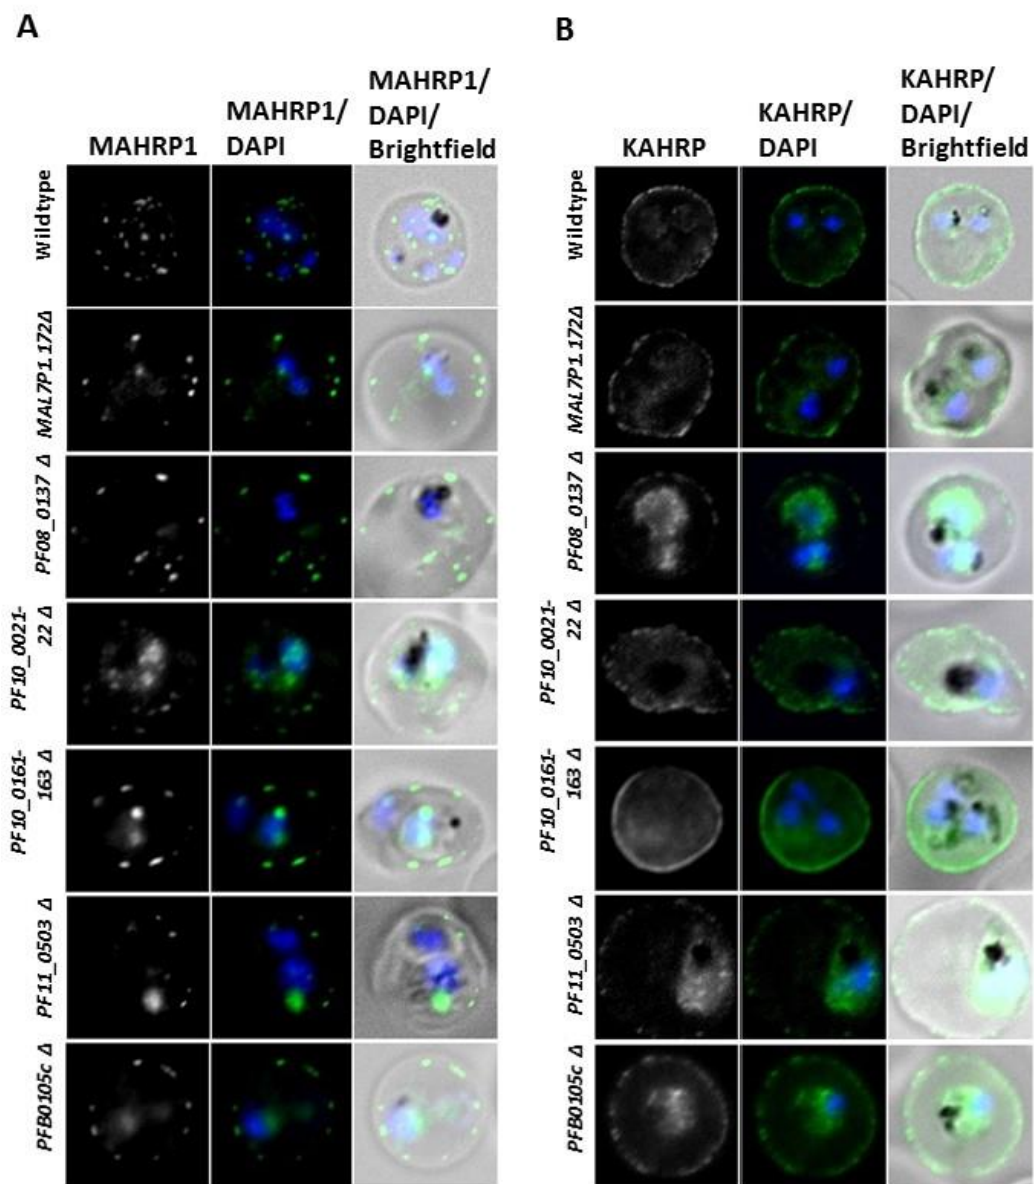 A
B
MAHRP1
MAHRP1/
DAPI
MAHRP1/
DAPI/
Brightfield
KAHRP
KAHRP/
DAPI
KAHRP/
DAPI/
Brightfield
Wildtype
MAL7P1.172Δ
PF08_0137 Δ
PF10_0021-
22 Δ
PF10_0161-
163 Δ
PF11_0503 Δ
PFB0105c Δ
Wildtype
MAL7P1.172Δ
PF08_0137 Δ
PF10_0021-
22 Δ
PF10_0161-
163 Δ
PF11_0503 Δ
PFB0105c Δ